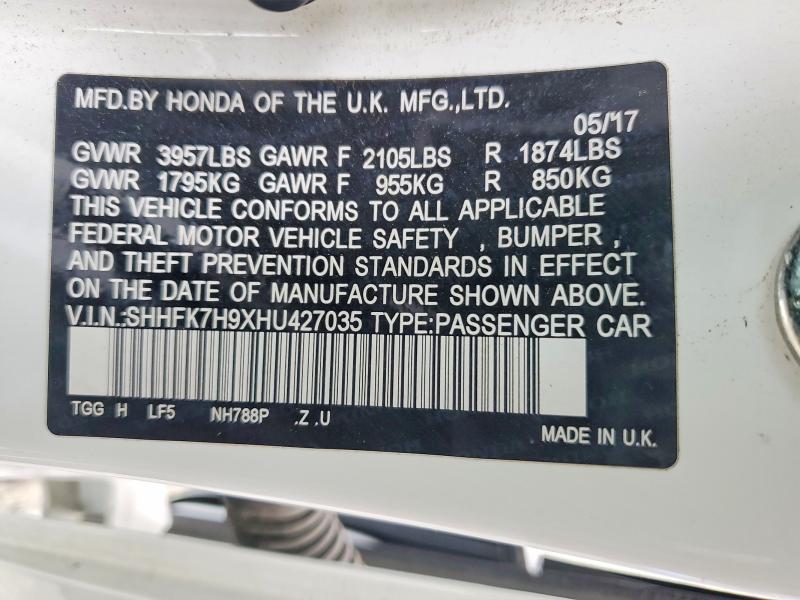 MFD.BY HONDA OF THE U.K. MFG.,LTD.
05/'17
GVWR 3957LBS GAWR F 2105LBS R 1874LBS
GVWR 1795KG GAWR F 955KG R 850KG
THIS VEHICLE CONFORMS TO ALL APPLICABLE
FEDERAL MOTOR VEHICLE SAFETY , BUMPER ,
AND THEFT PREVENTION STANDARDS IN EFFECT
ON THE DATE OF MANUFACTURE SHOWN ABOVE.
V.I.N.:SHHFK7H9XHU427035 TYPE:PASSENGER CAR
TGG H LF5 NH788P .Z .U
MADE IN U.K.